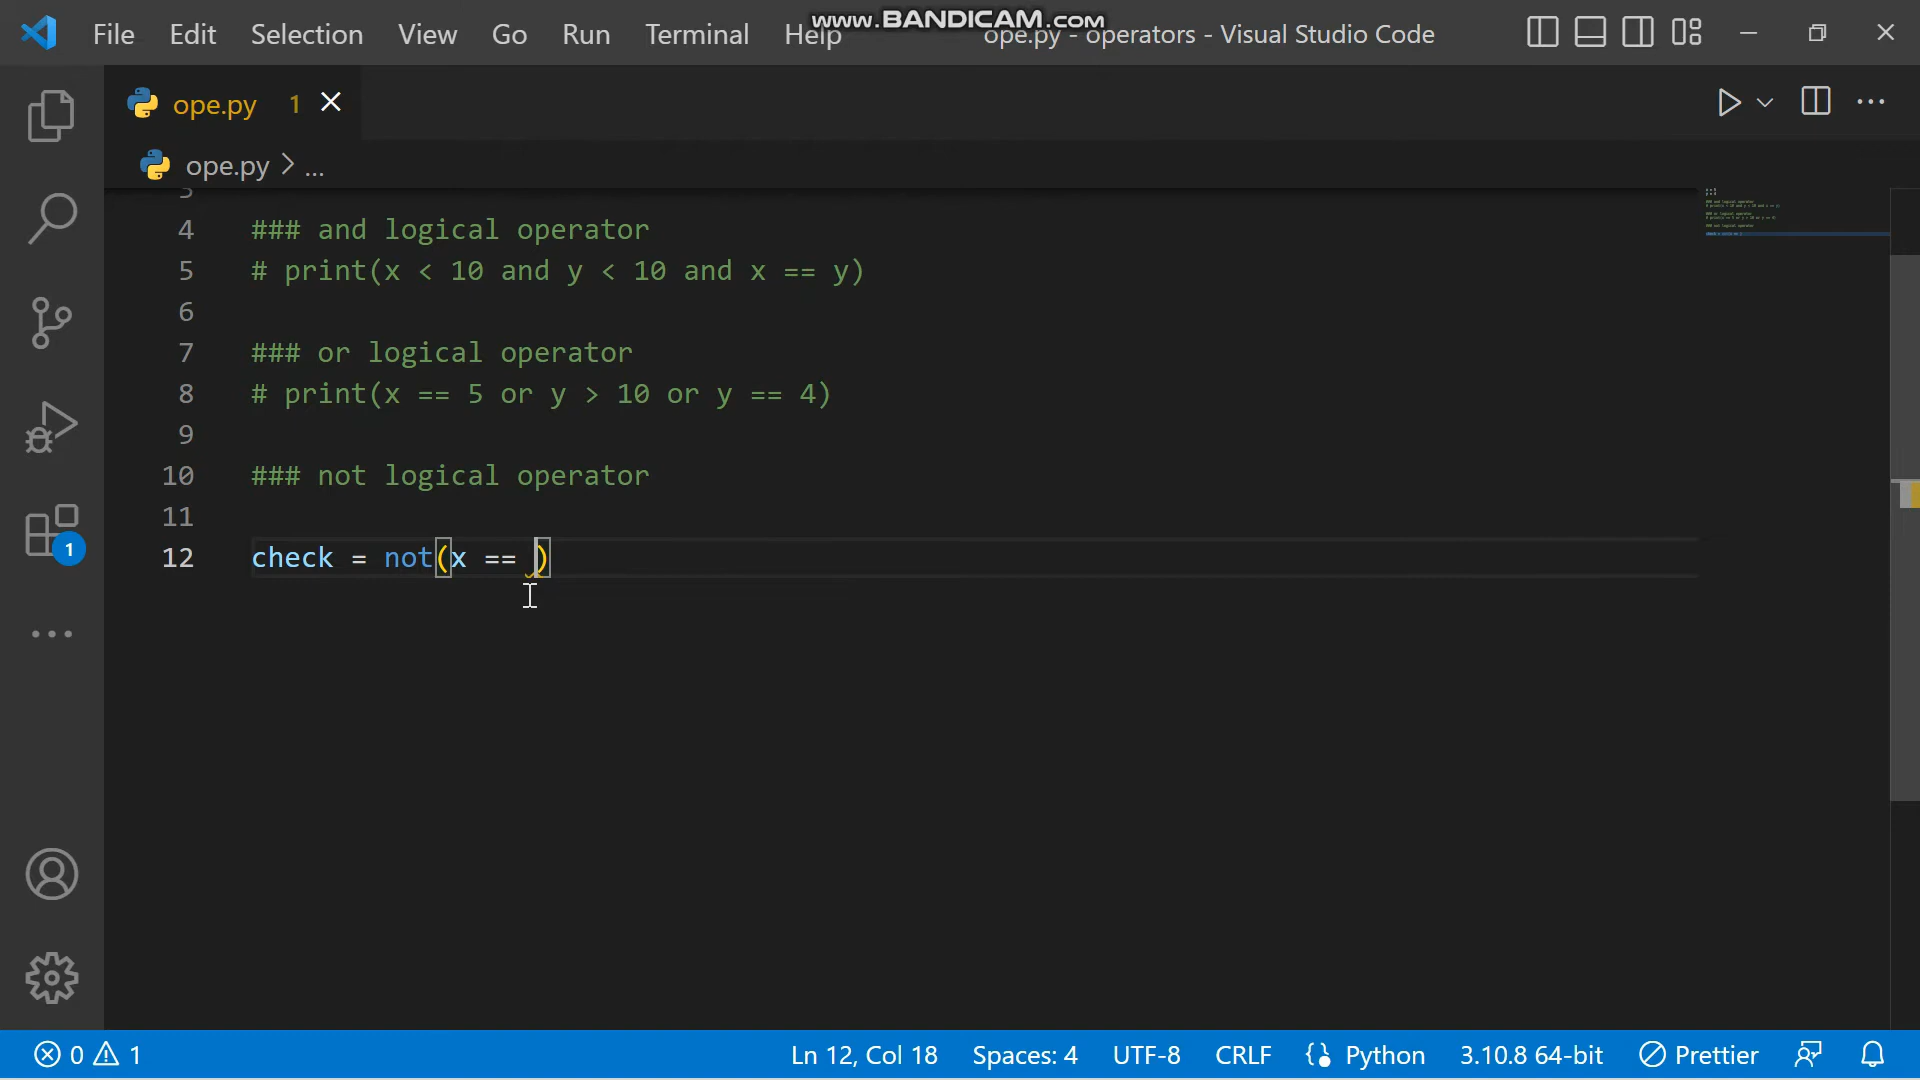 File Edit Selection View Go Run Terminal Help
www.BANDICAM.com
ope.py - operators - Visual Studio Code
ope.py 1
ope.py > ...
3
4 ### and logical operator
5 # print(x < 10 and y < 10 and x == y)
6
7 ### or logical operator
8 # print(x == 5 or y > 10 or y == 4)
9
10 ### not logical operator
11
12 check = not(x == )
1
0 1 Ln 12, Col 18 Spaces: 4 UTF-8 CRLF Python 3.10.8 64-bit Prettier